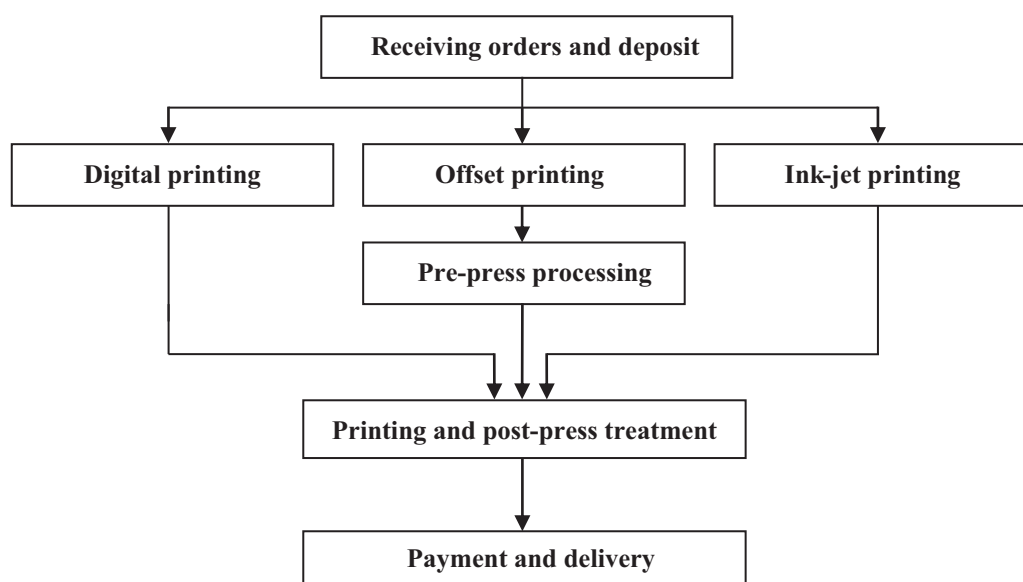 Receiving orders and deposit
Digital printing
Offset printing
Ink-jet printing
Pre-press processing
Printing and post-press treatment
Payment and delivery